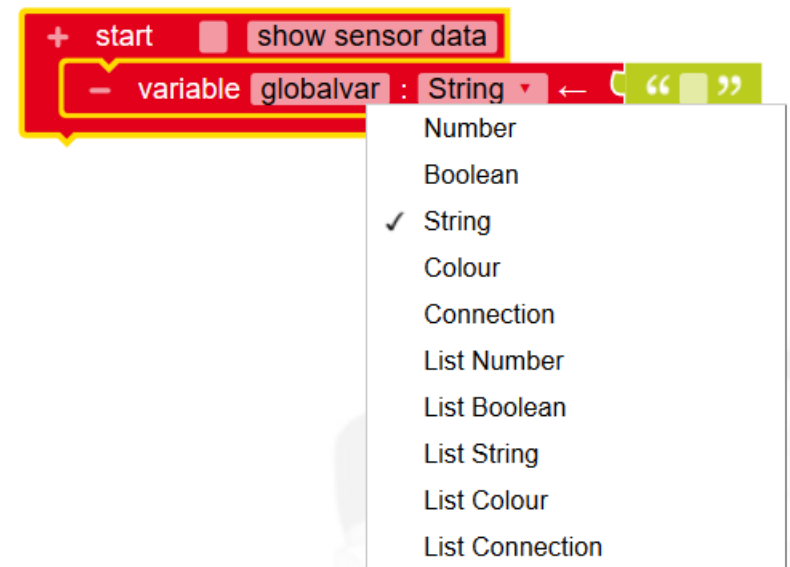 + start show sensor data
− variable globalvar : String ▾ ← “ ”
Number
Boolean
✓ String
Colour
Connection
List Number
List Boolean
List String
List Colour
List Connection